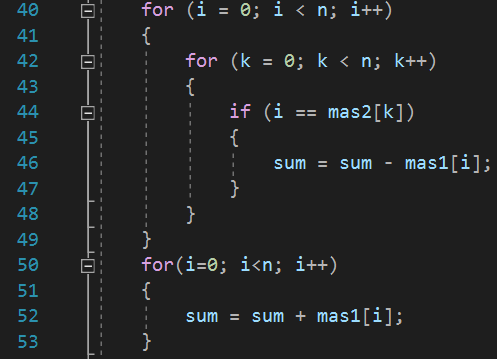 40 for (i = 0; i < n; i++)
41 {
42 for (k = 0; k < n; k++)
43 {
44 if (i == mas2[k])
45 {
46 sum = sum - mas1[i];
47 }
48 }
49 }
50 for(i=0; i<n; i++)
51 {
52 sum = sum + mas1[i];
53 }